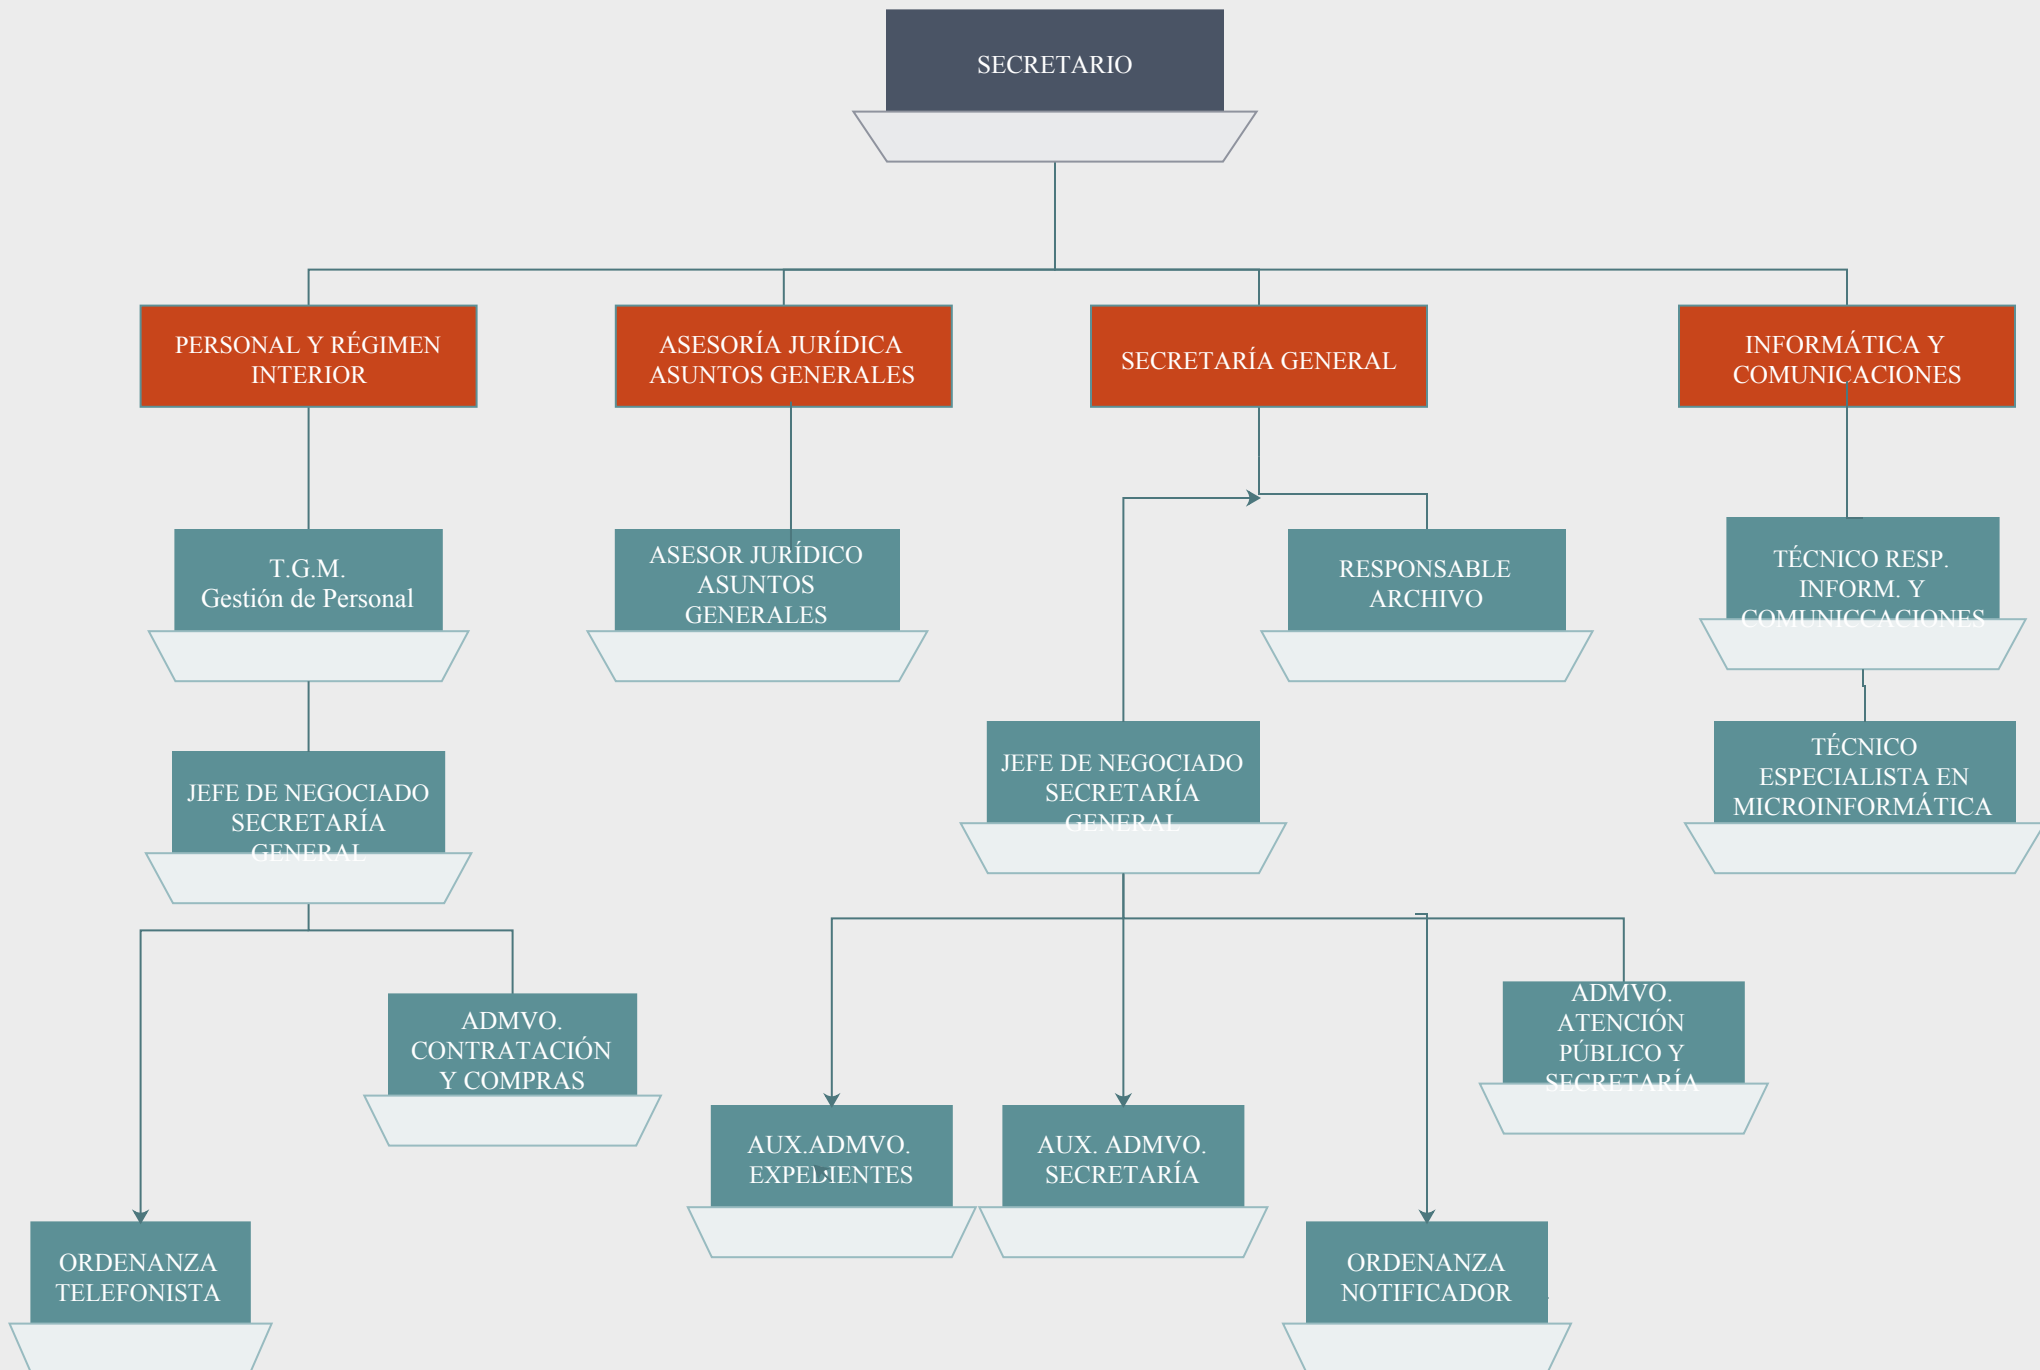 SECRETARIO
PERSONAL Y RÉGIMEN
INTERIOR
ASESORÍA JURÍDICA
ASUNTOS GENERALES
SECRETARÍA GENERAL
INFORMÁTICA Y
COMUNICACIONES
T.G.M.
Gestión de Personal
ASESOR JURÍDICO
ASUNTOS
GENERALES
RESPONSABLE
ARCHIVO
TÉCNICO RESP.
INFORM. Y
COMUNICCACIONES
JEFE DE NEGOCIADO
SECRETARÍA
GENERAL
JEFE DE NEGOCIADO
SECRETARÍA
GENERAL
TÉCNICO
ESPECIALISTA EN
MICROINFORMÁTICA
ADMVO.
CONTRATACIÓN
Y COMPRAS
ADMVO.
ATENCIÓN
PÚBLICO Y
SECRETARÍA
AUX.ADMVO.
EXPEDIENTES
AUX. ADMVO.
SECRETARÍA
ORDENANZA
TELEFONISTA
ORDENANZA
NOTIFICADOR